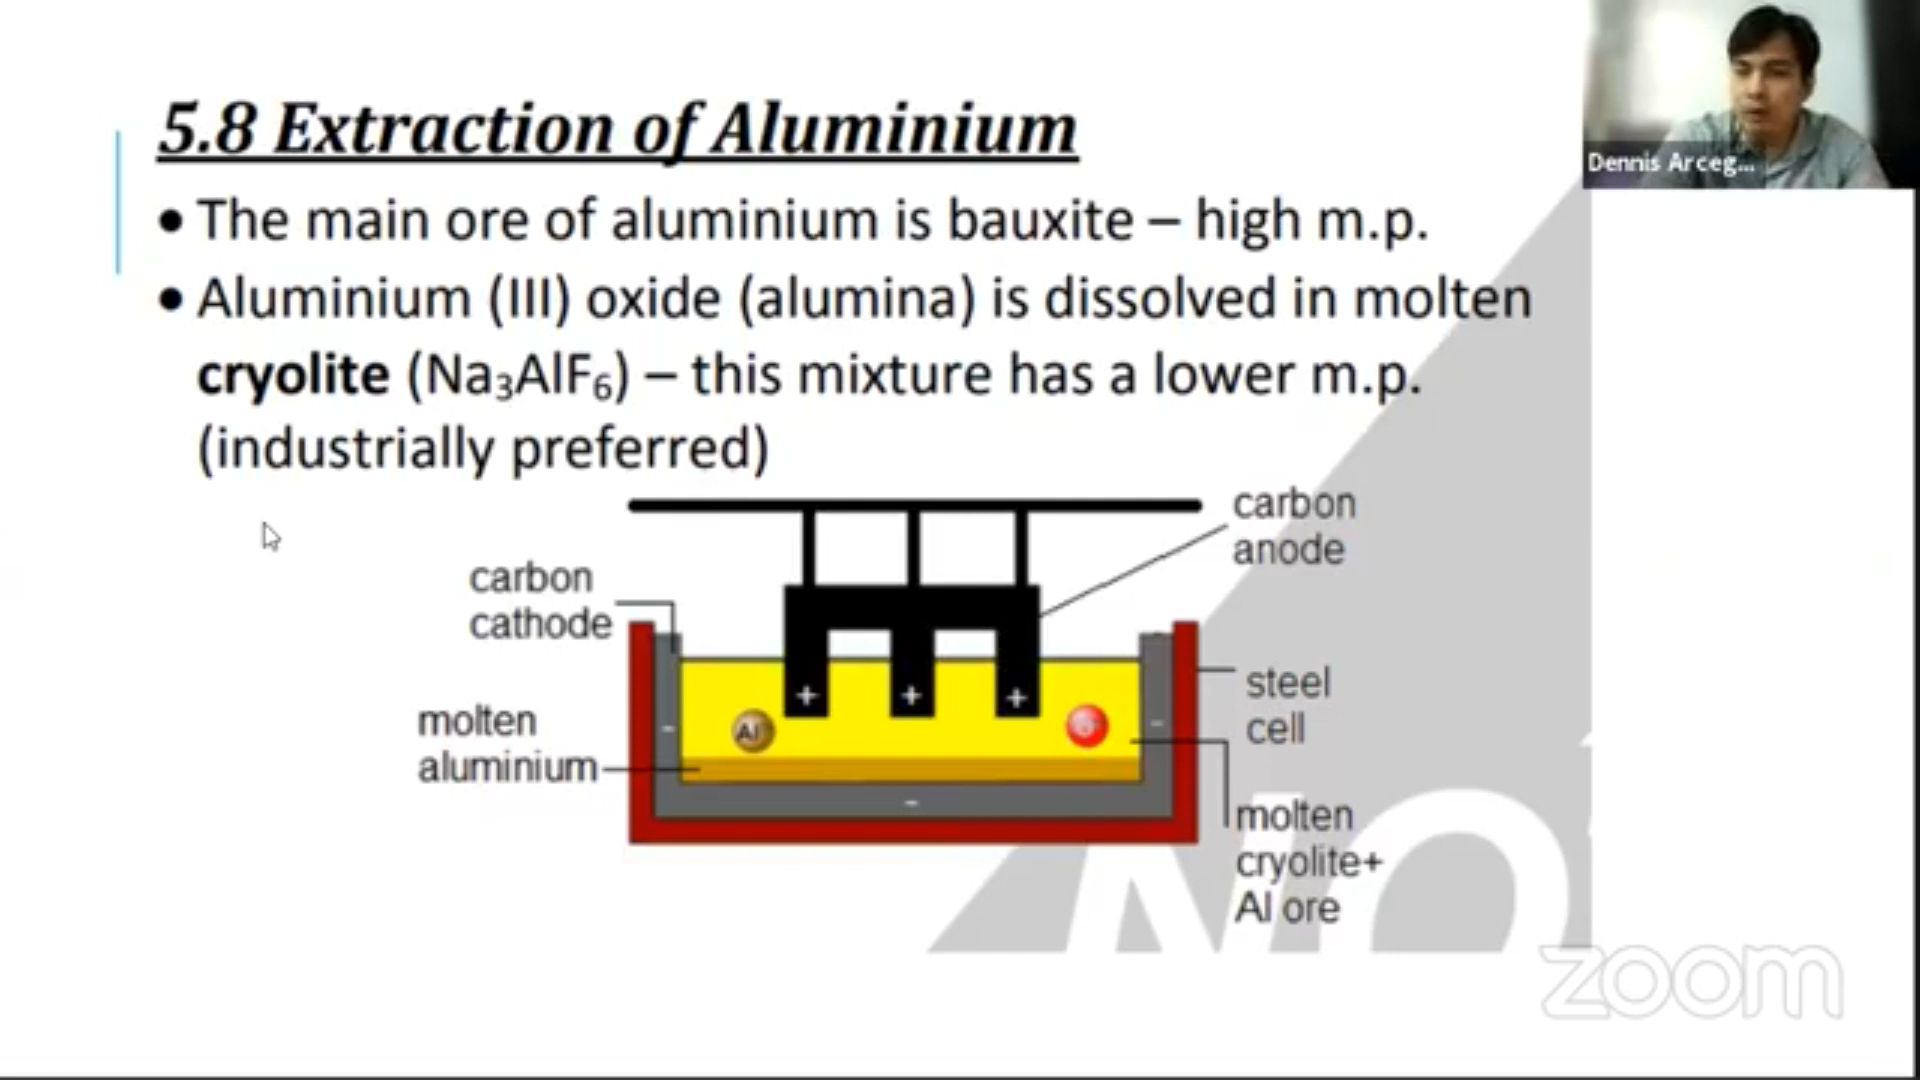 5.8 Extraction of Aluminium
• The main ore of aluminium is bauxite – high m.p.
• Aluminium (III) oxide (alumina) is dissolved in molten
cryolite (Na₃AlF₆) – this mixture has a lower m.p.
(industrially preferred)
carbon
anode
carbon
cathode
+ + +
steel
cell
molten
aluminium
Al
- - -
molten
cryolite+
Al ore
Dennis Arceg...
zoom